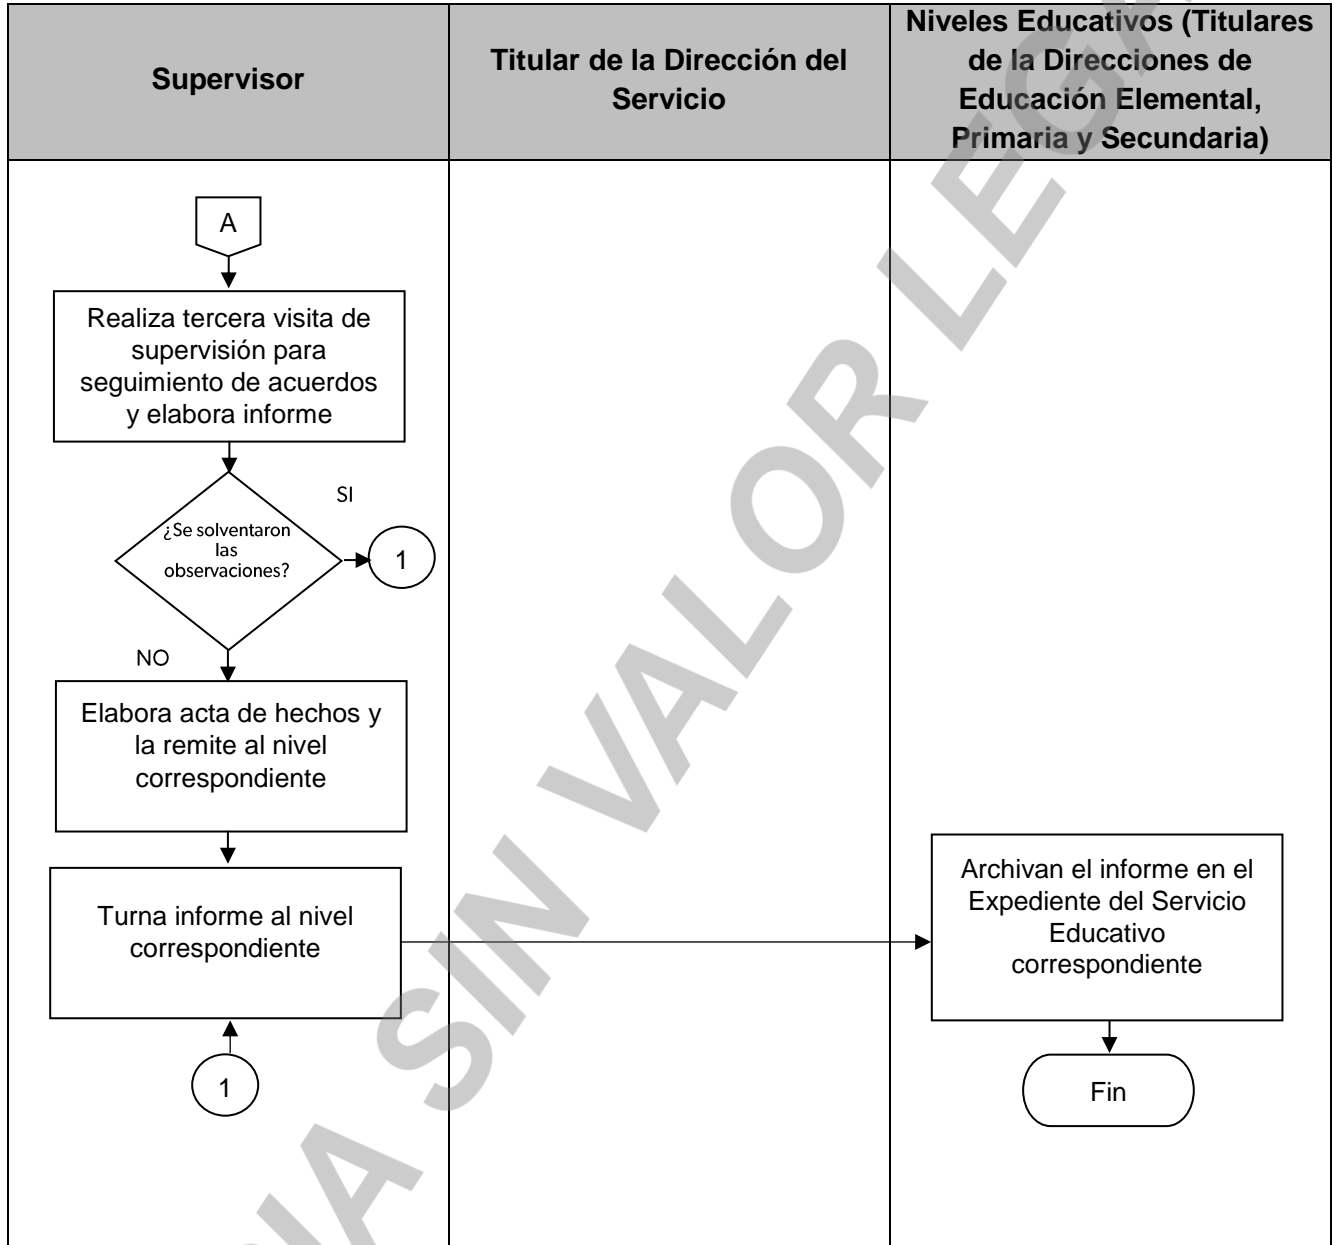 Supervisor
Titular de la Dirección del
Servicio
Niveles Educativos (Titulares
de la Direcciones de
Educación Elemental,
Primaria y Secundaria)
A
Realiza tercera visita de
supervisión para
seguimiento de acuerdos
y elabora informe
SI
¿Se solventaron
las
observaciones?
1
NO
Elabora acta de hechos y
la remite al nivel
correspondiente
Turna informe al nivel
correspondiente
Archivan el informe en el
Expediente del Servicio
Educativo
correspondiente
1
Fin
SIN VALOR